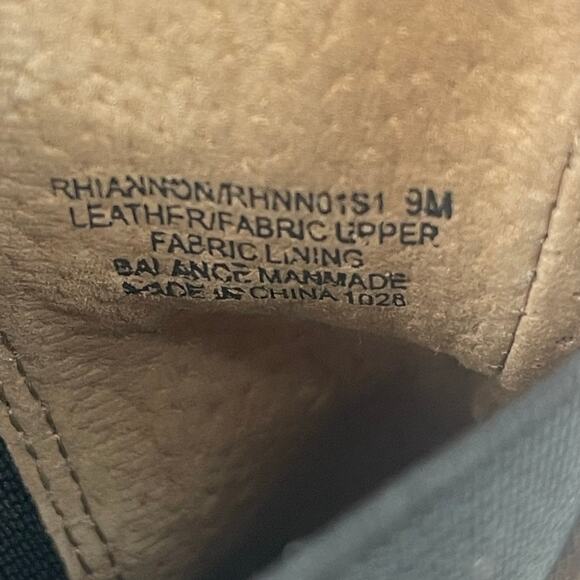 RHIANNON/RHNN01S1 9M
LEATHER/FABRIC UPPER
FABRIC LINING
BALANCE MANMADE
MADE IN CHINA 1028